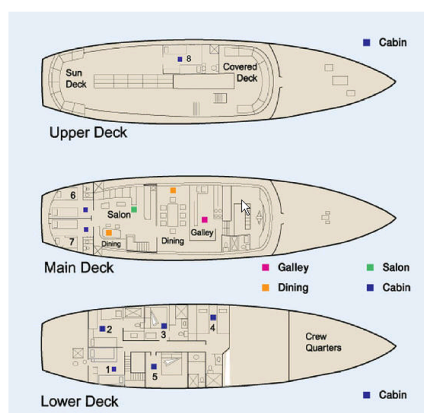 Cabin
8
Sun
Deck
Covered
Deck
Upper Deck
6
Salon
7
Dining
Dining
Galley
Main Deck
Galley
Salon
Dining
Cabin
2
3
4
1
5
Crew
Quarters
Lower Deck
Cabin